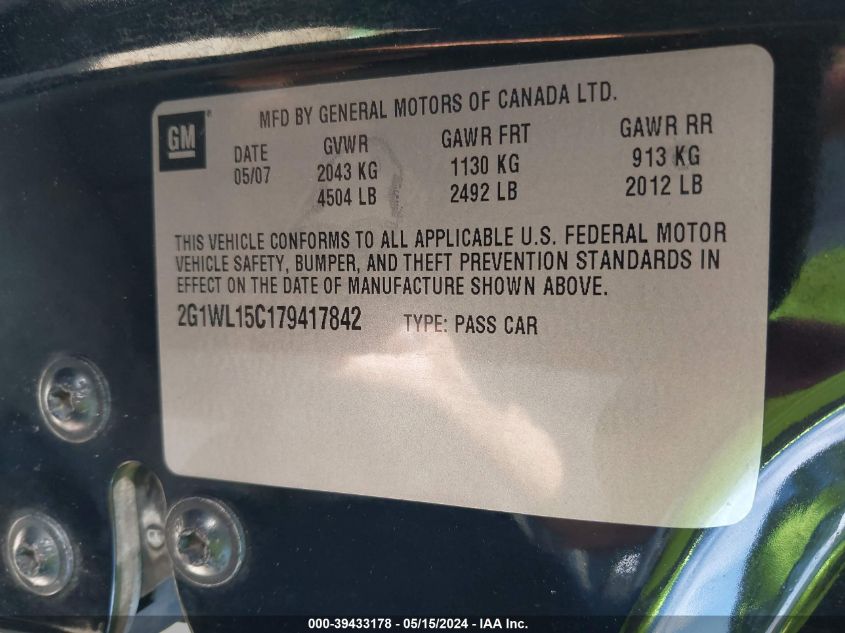 MFD BY GENERAL MOTORS OF CANADA LTD.
GM
DATE GVWR GAWR FRT GAWR RR
05/07 2043 KG 1130 KG 913 KG
4504 LB 2492 LB 2012 LB
THIS VEHICLE CONFORMS TO ALL APPLICABLE U.S. FEDERAL MOTOR
VEHICLE SAFETY, BUMPER, AND THEFT PREVENTION STANDARDS IN
EFFECT ON THE DATE OF MANUFACTURE SHOWN ABOVE.
2G1WL15C179417842 TYPE: PASS CAR
000-39433178 - 05/15/2024 - IAA Inc.